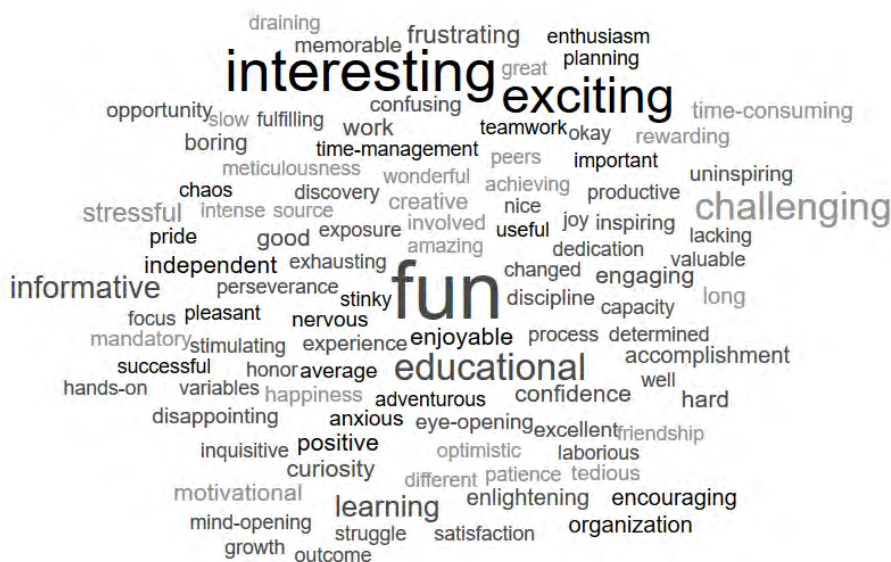 draining
memorable frustrating enthusiasm
interesting great planning
exciting
opportunity slow fulfilling confusing time-consuming
boring work teamwork okay rewarding
time-management peers important
meticulousness wonderful uninspiring
chaos discovery creative achieving productive
stressful intense source nice challenging
pride good exposure involved useful joy inspiring lacking
amazing dedication
independent exhausting changed engaging valuable
informative perseverance stinky fun discipline capacity long
focus pleasant nervous
mandatory stimulating experience enjoyable process determined
successful honor average educational accomplishment
hands-on variables happiness adventurous confidence well hard
disappointing anxious eye-opening excellent friendship
inquisitive positive optimistic laborious
curiosity different patience tedious
motivational learning enlightening encouraging
mind-opening struggle satisfaction organization
growth outcome